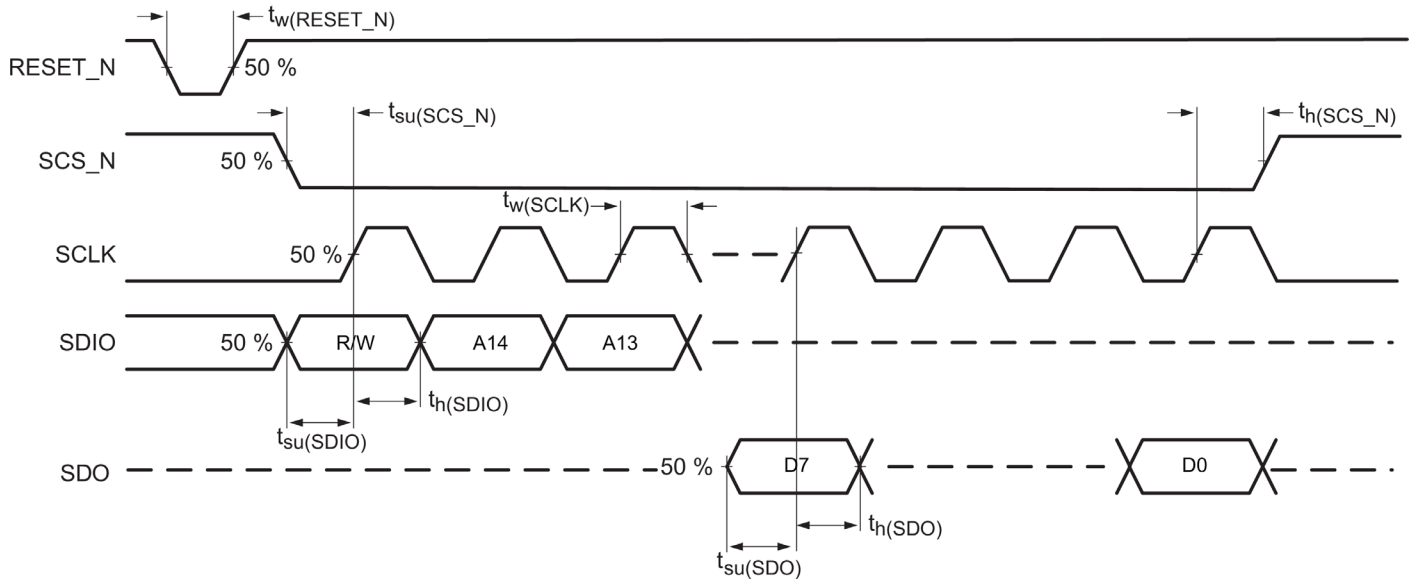 tw(RESET_N)
RESET_N
50 %
tsu(SCS_N)
th(SCS_N)
SCS_N
50 %
tw(SCLK)
SCLK
50 %
SDIO
50 %
R/W
A14
A13
th(SDIO)
tsu(SDIO)
SDO
50 %
D7
D0
th(SDO)
tsu(SDO)